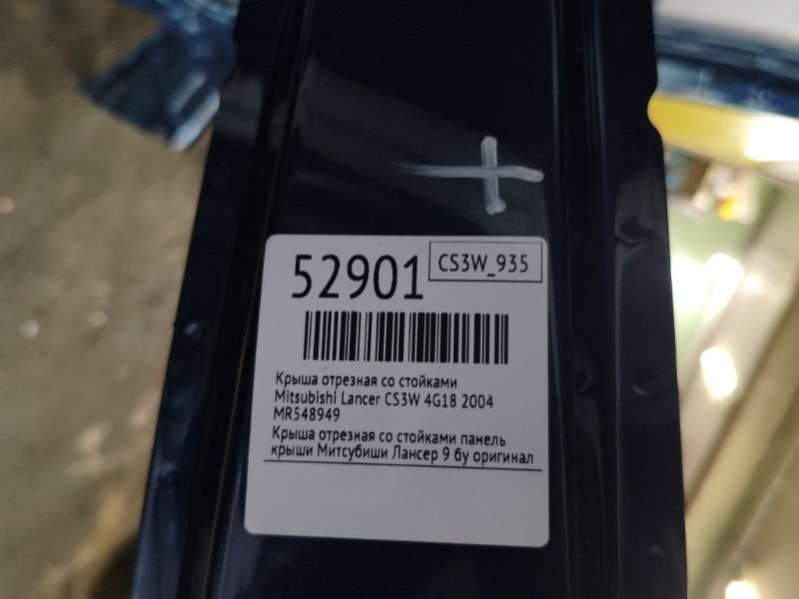 52901
CS3W_935
Крыша отрезная со стойками
Mitsubishi Lancer CS3W 4G18 2004
MR548949
Крыша отрезная со стойками панель
крыши Митсубиши Лансер 9 бу оригинал